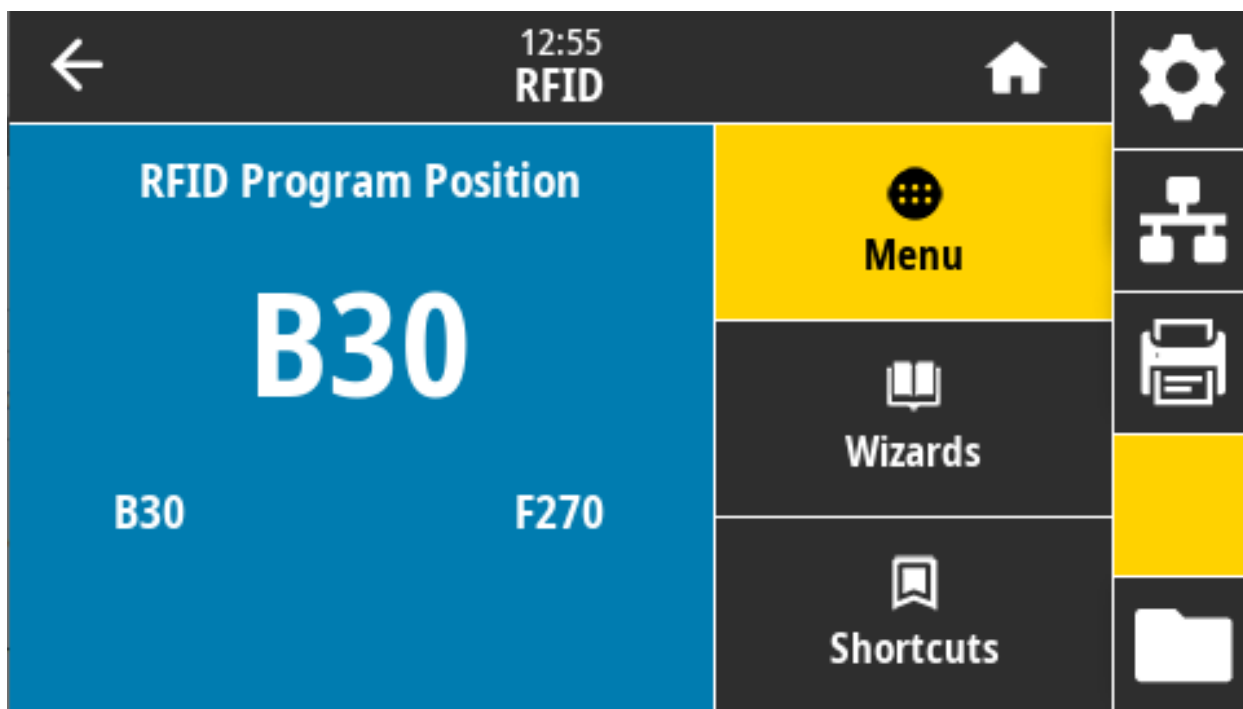 12:55
RFID
RFID Program Position
B30
B30 F270
Menu
Wizards
Shortcuts